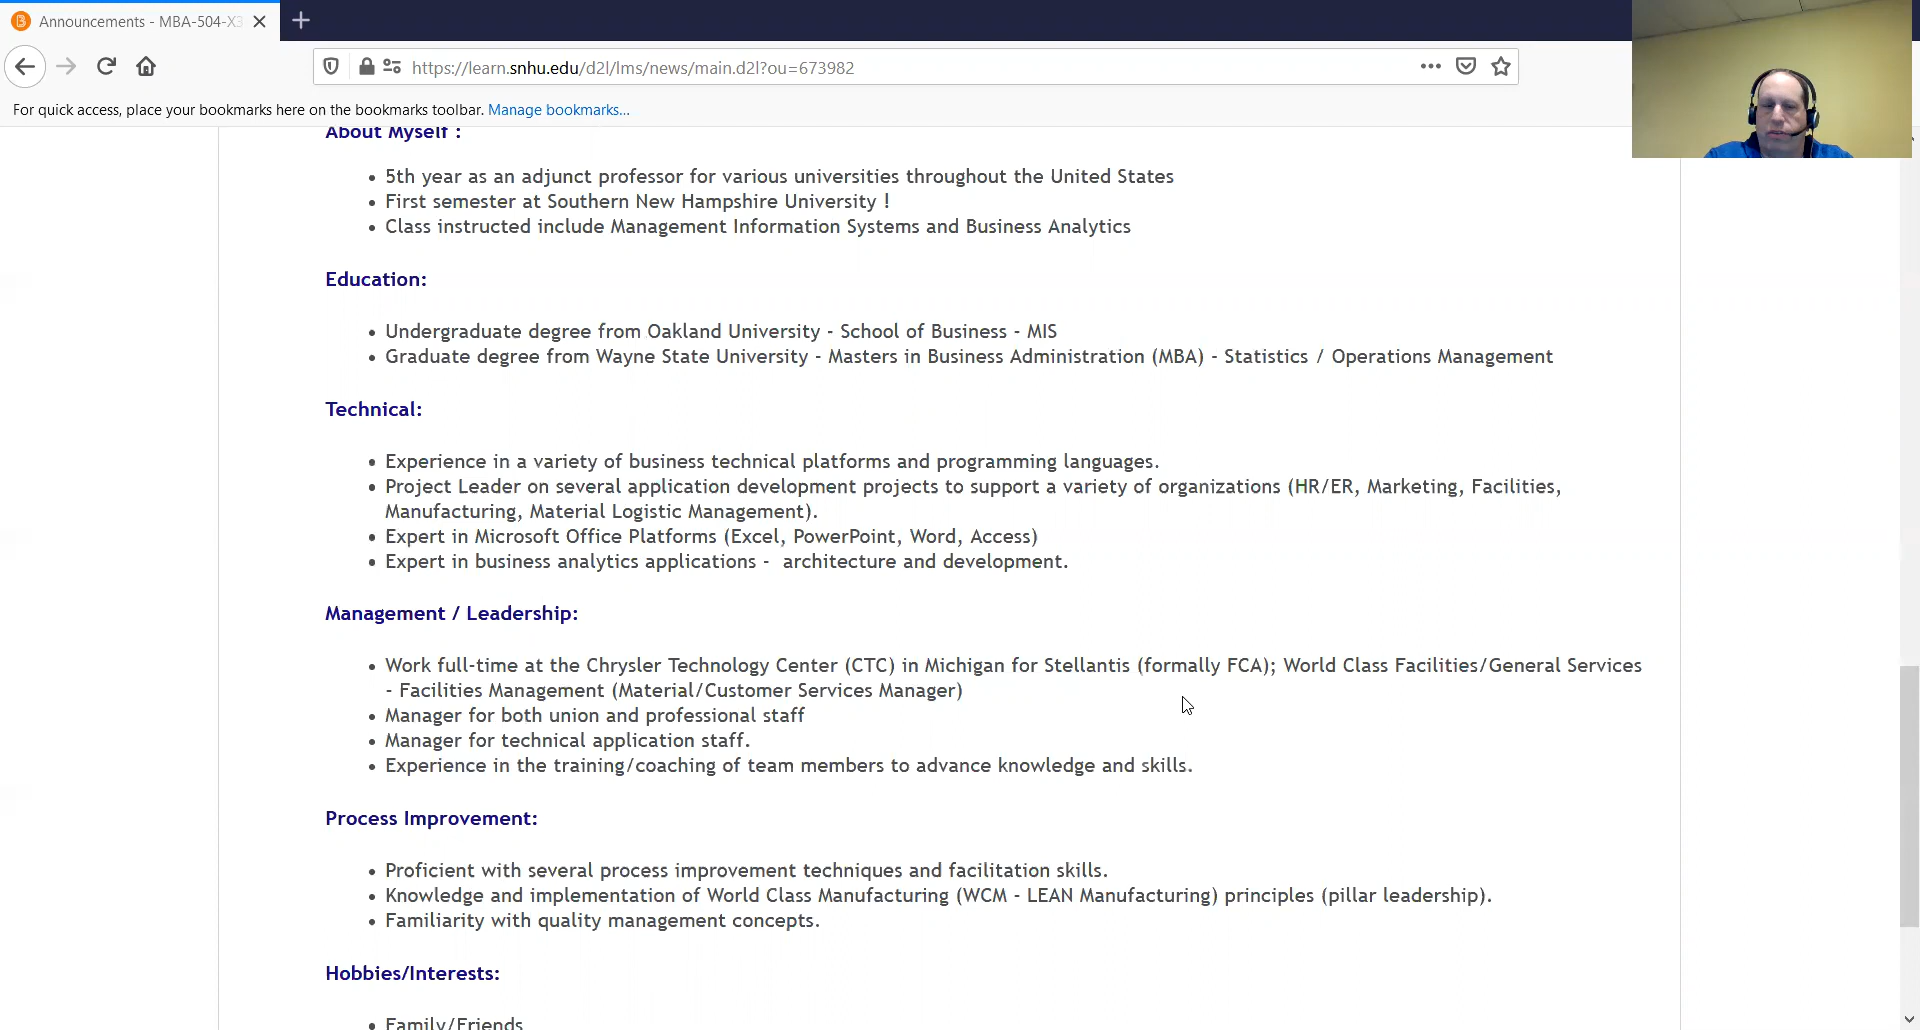 Announcements - MBA-504-X3
https://learn.snhu.edu/d2l/lms/news/main.d2l?ou=673982
For quick access, place your bookmarks here on the bookmarks toolbar. Manage bookmarks...
About Myself :
5th year as an adjunct professor for various universities throughout the United States
First semester at Southern New Hampshire University !
Class instructed include Management Information Systems and Business Analytics
Education:
Undergraduate degree from Oakland University - School of Business - MIS
Graduate degree from Wayne State University - Masters in Business Administration (MBA) - Statistics / Operations Management
Technical:
Experience in a variety of business technical platforms and programming languages.
Project Leader on several application development projects to support a variety of organizations (HR/ER, Marketing, Facilities,
Manufacturing, Material Logistic Management).
Expert in Microsoft Office Platforms (Excel, PowerPoint, Word, Access)
Expert in business analytics applications -  architecture and development.
Management / Leadership:
Work full-time at the Chrysler Technology Center (CTC) in Michigan for Stellantis (formally FCA); World Class Facilities/General Services
- Facilities Management (Material/Customer Services Manager)
Manager for both union and professional staff
Manager for technical application staff.
Experience in the training/coaching of team members to advance knowledge and skills.
Process Improvement:
Proficient with several process improvement techniques and facilitation skills.
Knowledge and implementation of World Class Manufacturing (WCM - LEAN Manufacturing) principles (pillar leadership).
Familiarity with quality management concepts.
Hobbies/Interests:
Family/Friends